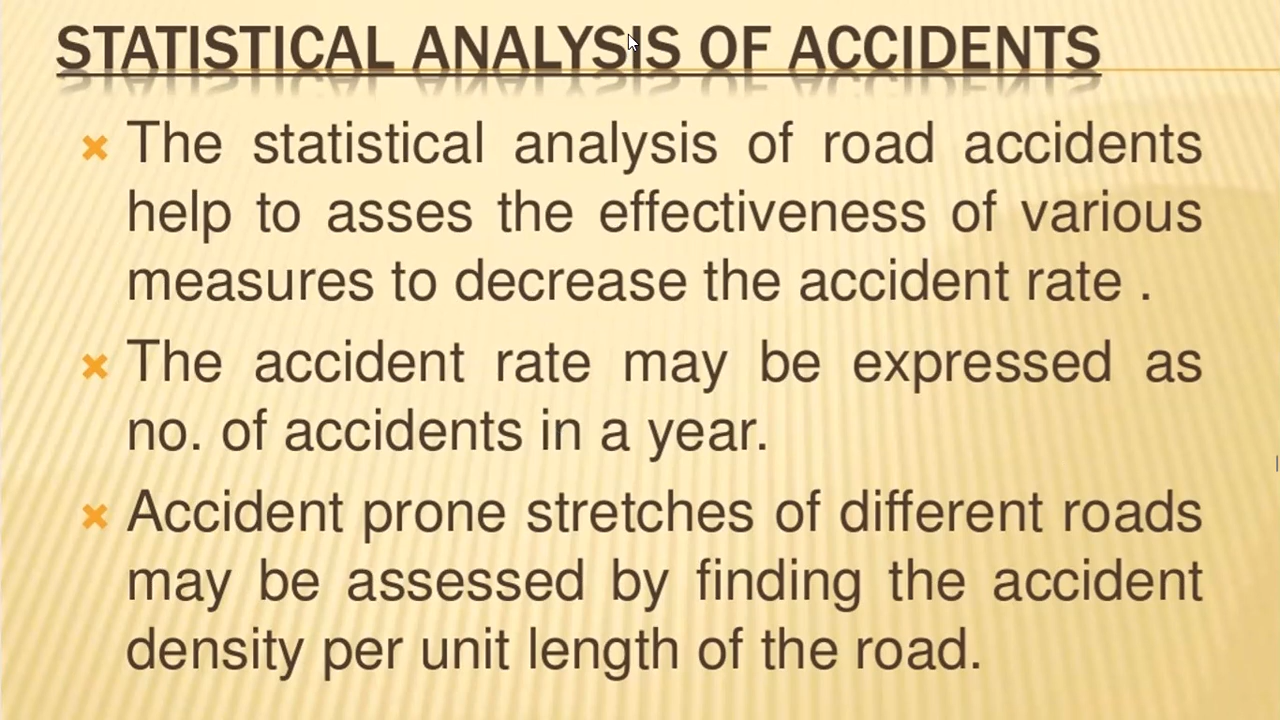 STATISTICAL ANALYSIS OF ACCIDENTS
The statistical analysis of road accidents
help to asses the effectiveness of various
measures to decrease the accident rate .
The accident rate may be expressed as
no. of accidents in a year.
Accident prone stretches of different roads
may be assessed by finding the accident
density per unit length of the road.